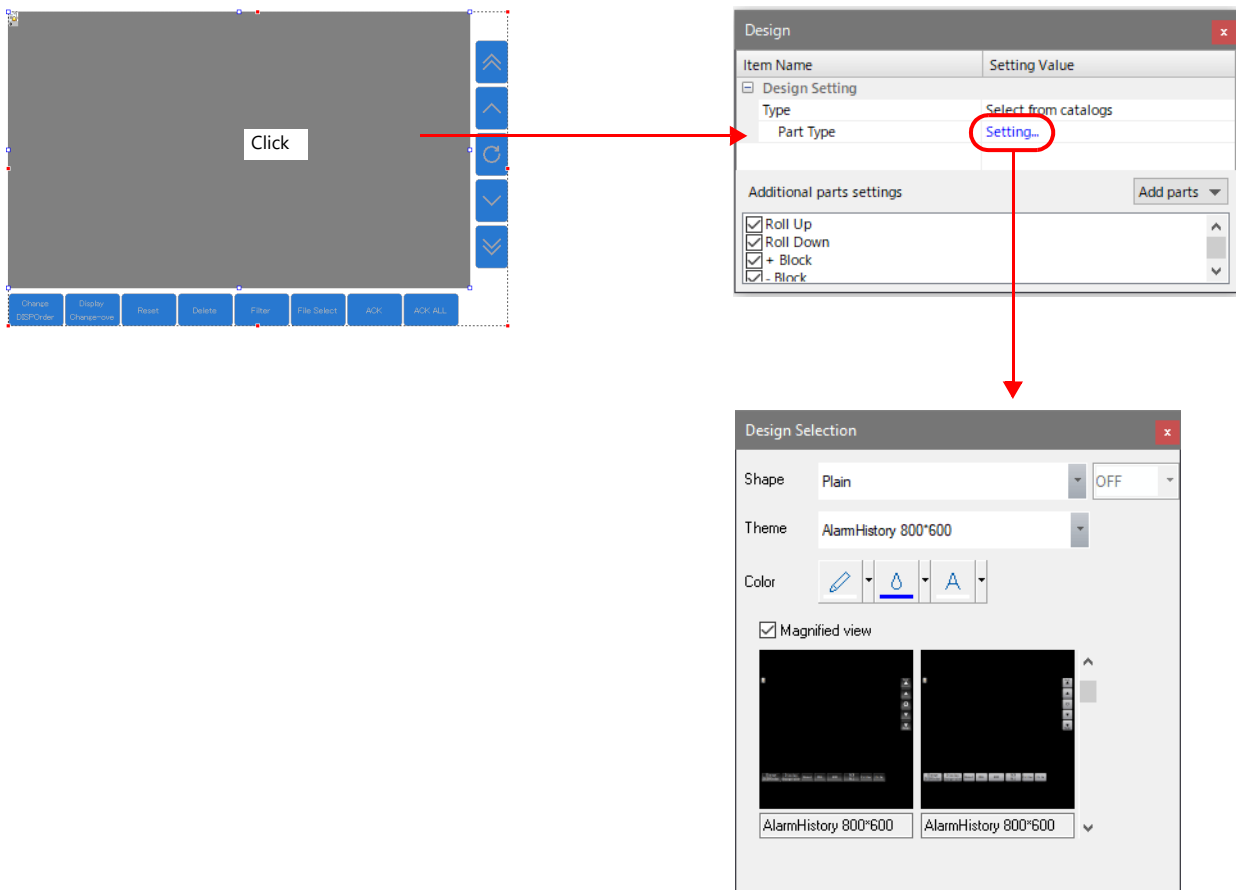 Click
Change
DISPOrder
Display
Change-ove
Reset
Delete
Filter
File Select
ACK
ACK ALL
Design
x
Item Name
Setting Value
Design Setting
Type
Select from catalogs
Part Type
Setting...
Additional parts settings
Add parts
Roll Up
Roll Down
+ Block
- Block
Design Selection
x
Shape
Plain
OFF
Theme
AlarmHistory 800*600
Color
A
Magnified view
AlarmHistory 800*600
AlarmHistory 800*600